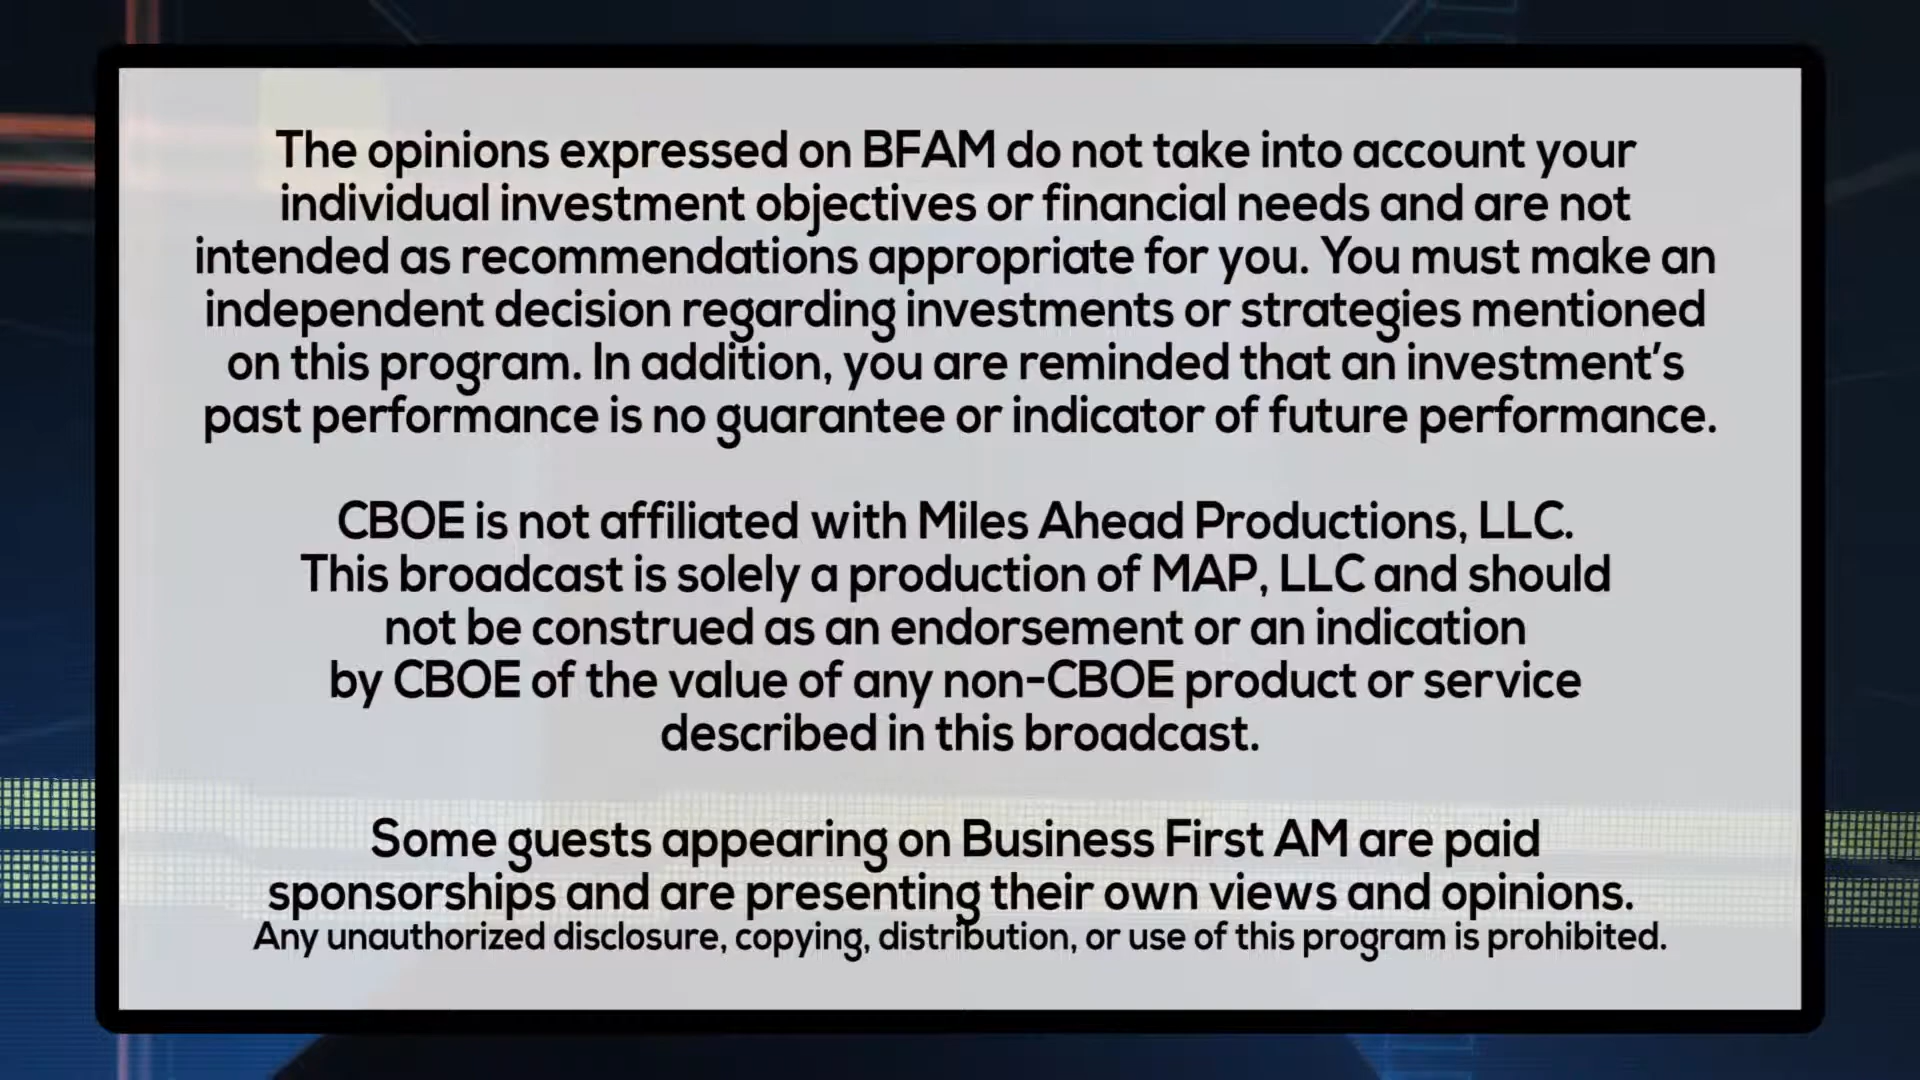 The opinions expressed on BFAM do not take into account your
individual investment objectives or financial needs and are not
intended as recommendations appropriate for you. You must make an
independent decision regarding investments or strategies mentioned
on this program. In addition, you are reminded that an investment’s
past performance is no guarantee or indicator of future performance.
CBOE is not affiliated with Miles Ahead Productions, LLC.
This broadcast is solely a production of MAP, LLC and should
not be construed as an endorsement or an indication
by CBOE of the value of any non-CBOE product or service
described in this broadcast.
Some guests appearing on Business First AM are paid
sponsorships and are presenting their own views and opinions.
Any unauthorized disclosure, copying, distribution, or use of this program is prohibited.